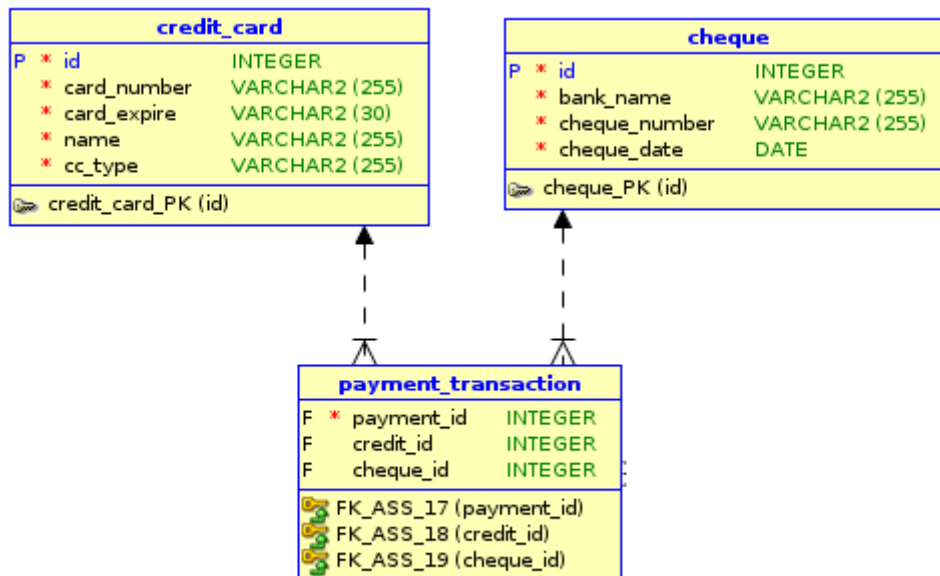 credit_card
P * id INTEGER
* card_number VARCHAR2 (255)
* card_expire VARCHAR2 (30)
* name VARCHAR2 (255)
* cc_type VARCHAR2 (255)
credit_card_PK (id)
cheque
P * id INTEGER
* bank_name VARCHAR2 (255)
* cheque_number VARCHAR2 (255)
* cheque_date DATE
cheque_PK (id)
payment_transaction
F * payment_id INTEGER
F credit_id INTEGER
F cheque_id INTEGER
FK_ASS_17 (payment_id)
FK_ASS_18 (credit_id)
FK_ASS_19 (cheque_id)